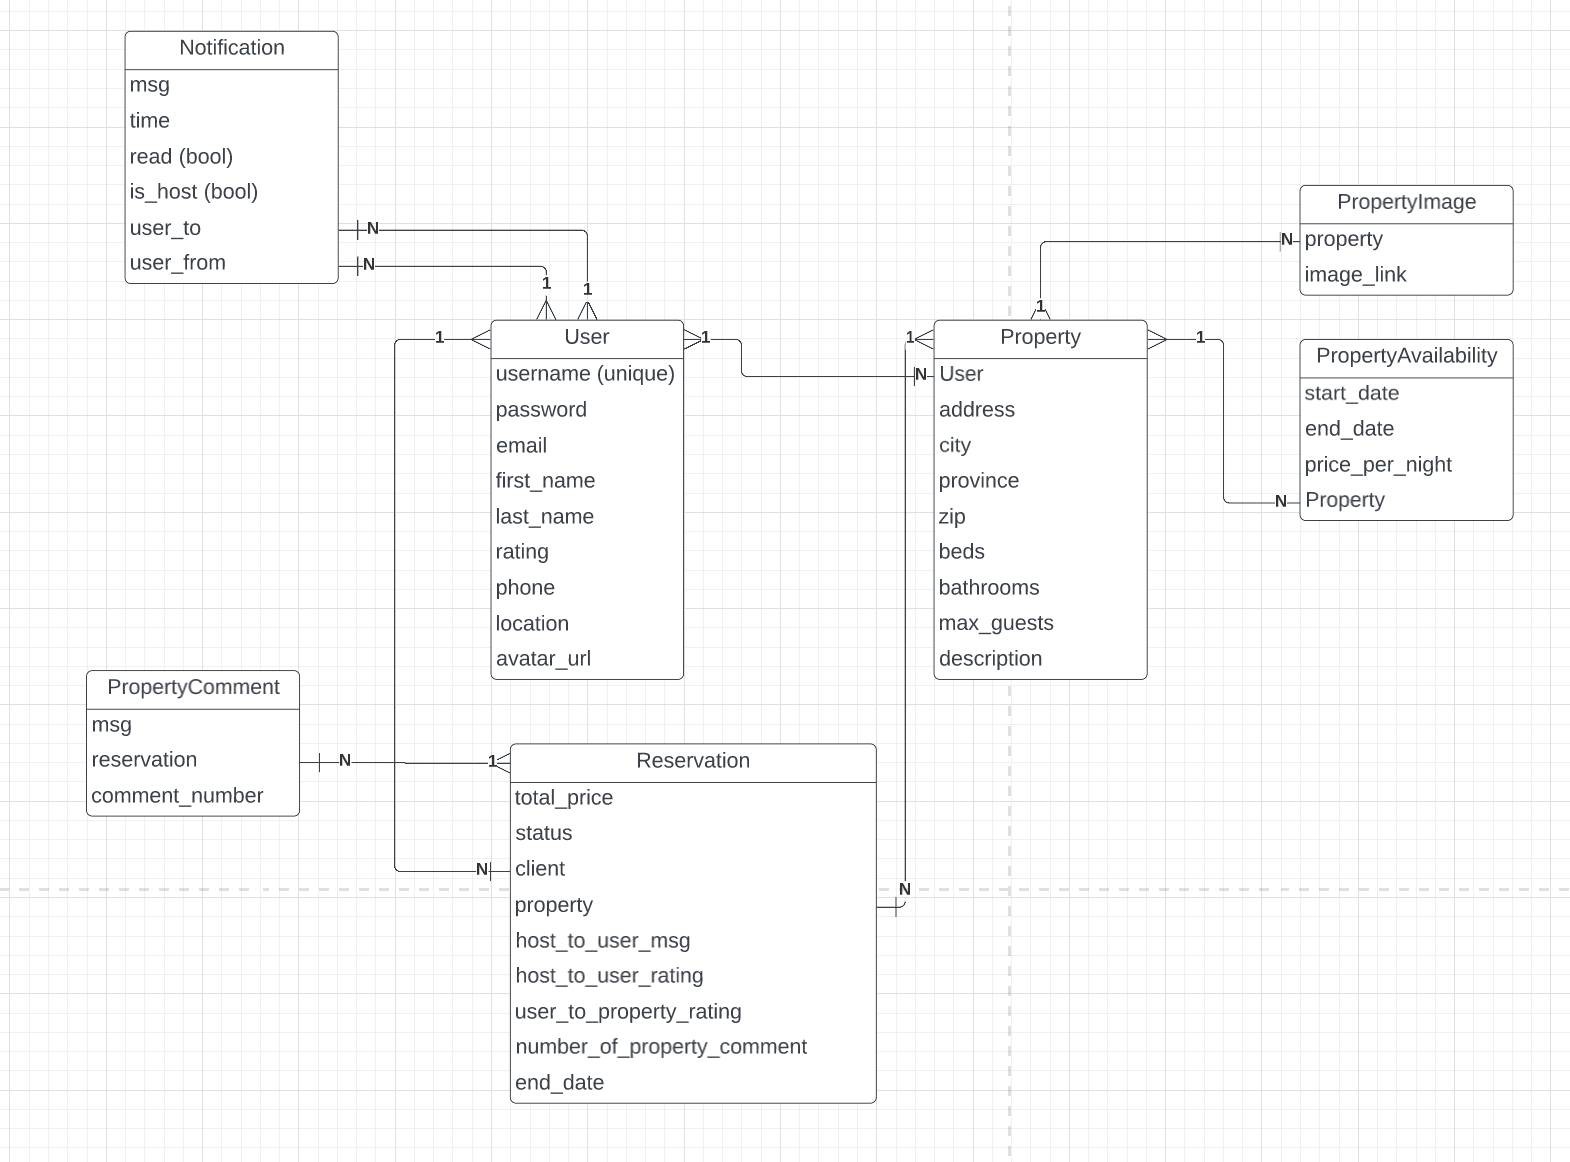 Notification
msg
time
read (bool)
is_host (bool)
user_to
user_from
N
N
1
1
PropertyImage
property
image_link
N
1
1
User
username (unique)
password
email
first_name
last_name
rating
phone
location
avatar_url
1
N
1
Property
User
address
city
province
zip
beds
bathrooms
max_guests
description
1
PropertyAvailability
start_date
end_date
price_per_night
Property
N
PropertyComment
msg
reservation
comment_number
N
1
Reservation
total_price
status
client
property
host_to_user_msg
host_to_user_rating
user_to_property_rating
number_of_property_comment
end_date
N
N